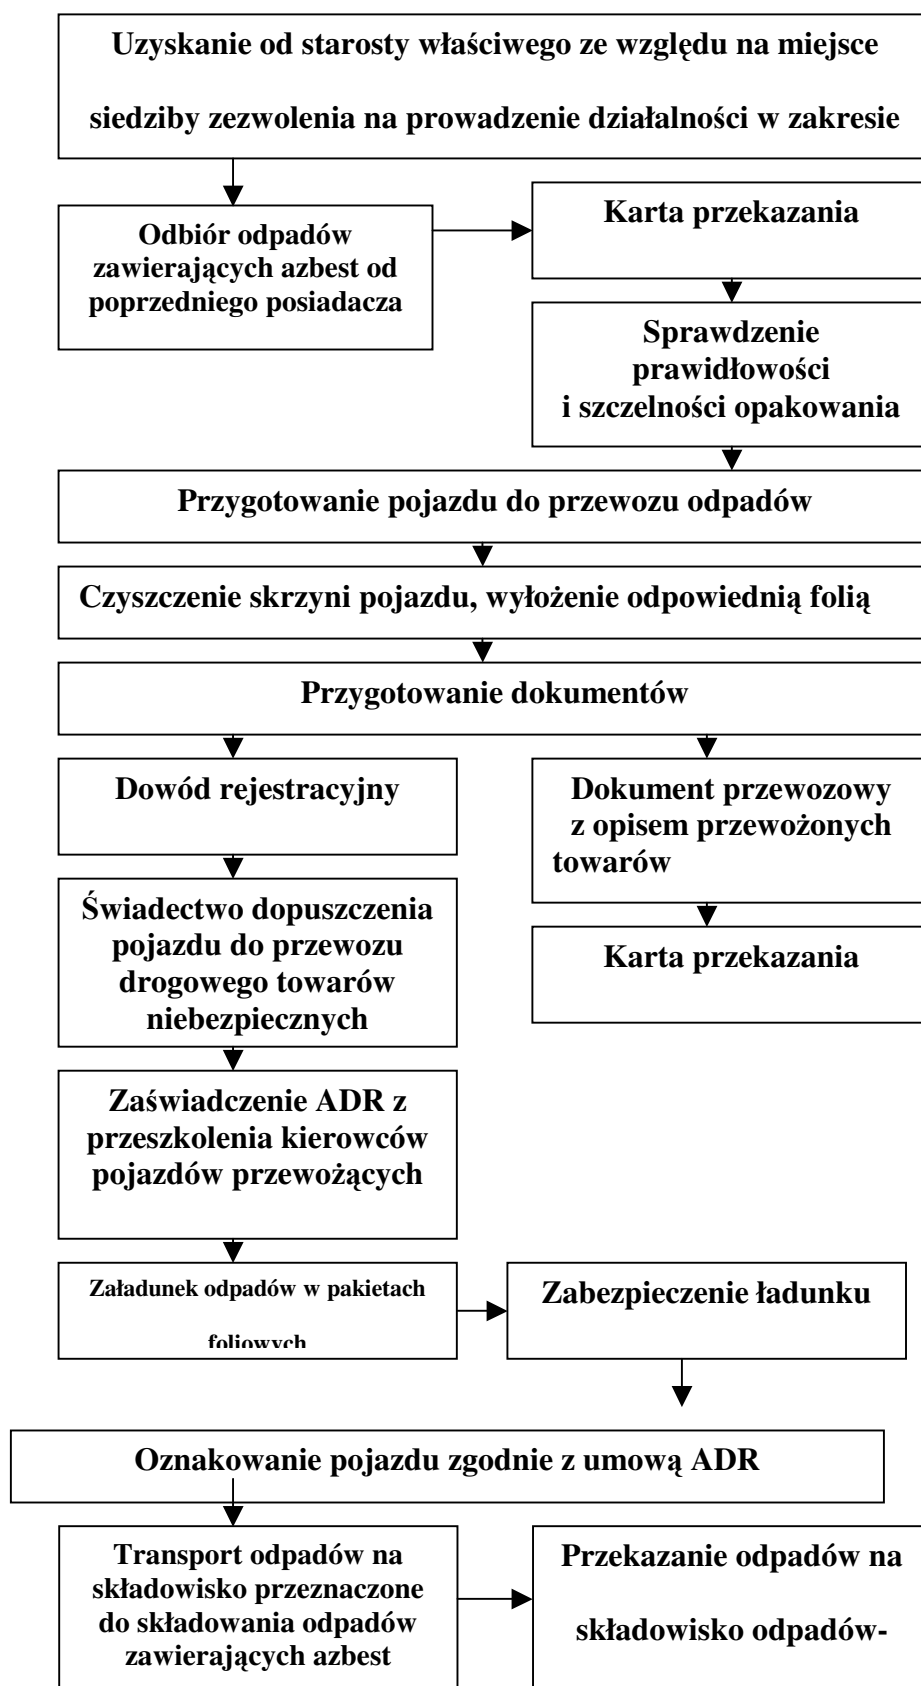 Uzyskanie od starosty właściwego ze względu na miejsce
siedziby zezwolenia na prowadzenie działalności w zakresie
Odbiór odpadów
zawierających azbest od
poprzedniego posiadacza
Karta przekazania
Sprawdzenie
prawidłowości
i szczelności opakowania
Przygotowanie pojazdu do przewozu odpadów
Czyszczenie skrzyni pojazdu, wyłożenie odpowiednią folią
Przygotowanie dokumentów
Dowód rejestracyjny
Świadectwo dopuszczenia
pojazdu do przewozu
drogowego towarów
niebezpiecznych
Zaświadczenie ADR z
przeszkolenia kierowców
pojazdów przewożących
Dokument przewozowy
z opisem przewożonych
towarów
Karta przekazania
Załadunek odpadów w pakietach
foliowych
Zabezpieczenie ładunku
Oznakowanie pojazdu zgodnie z umową ADR
Transport odpadów na
składowisko przeznaczone
do składowania odpadów
zawierających azbest
Przekazanie odpadów na
składowisko odpadów-